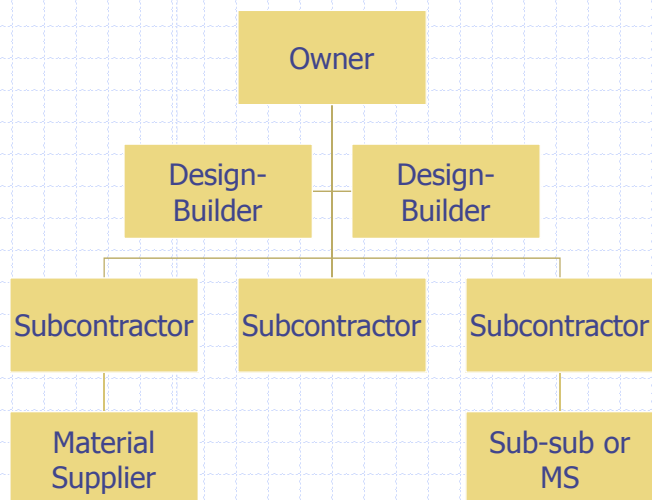 Owner
Design-
Builder
Design-
Builder
Subcontractor
Subcontractor
Subcontractor
Material
Supplier
Sub-sub or
MS